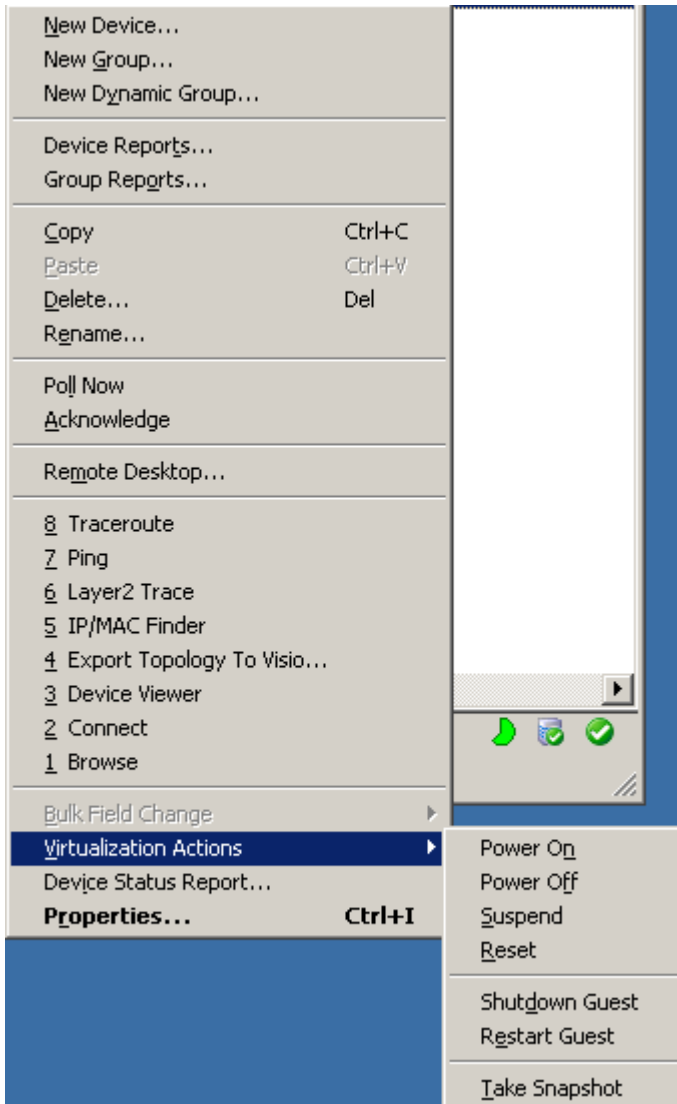 New Device...
New Group...
New Dynamic Group...
Device Reports...
Group Reports...
Copy Ctrl+C
Paste Ctrl+V
Delete... Del
Rename...
Poll Now
Acknowledge
Remote Desktop...
8 Traceroute
7 Ping
6 Layer2 Trace
5 IP/MAC Finder
4 Export Topology To Visio...
3 Device Viewer
2 Connect
1 Browse
Bulk Field Change
Virtualization Actions
Device Status Report...
Properties... Ctrl+I
Power On
Power Off
Suspend
Reset
Shutdown Guest
Restart Guest
Take Snapshot